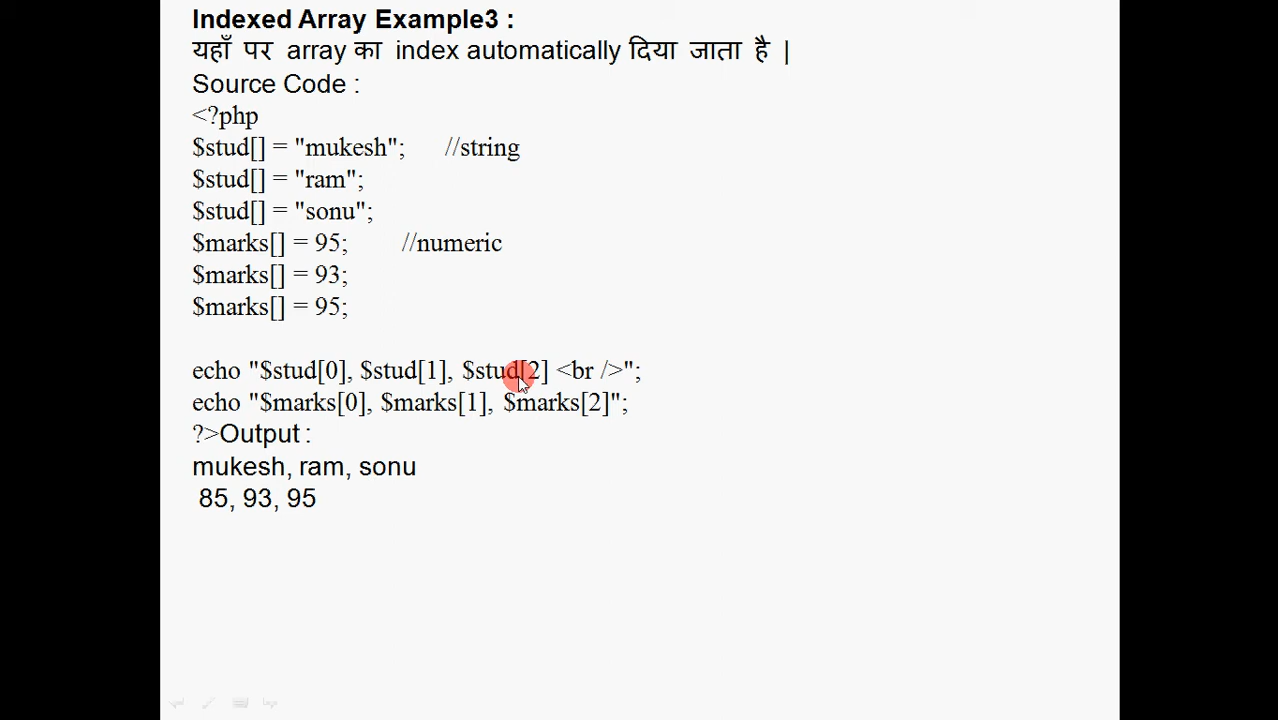 Indexed Array Example3 :
यहाँ पर array का index automatically दिया जाता है |
Source Code :
<?php
$stud[] = "mukesh"; //string
$stud[] = "ram";
$stud[] = "sonu";
$marks[] = 95; //numeric
$marks[] = 93;
$marks[] = 95;
echo "$stud[0], $stud[1], $stud[2] <br />";
echo "$marks[0], $marks[1], $marks[2]";
?>Output :
mukesh, ram, sonu
85, 93, 95